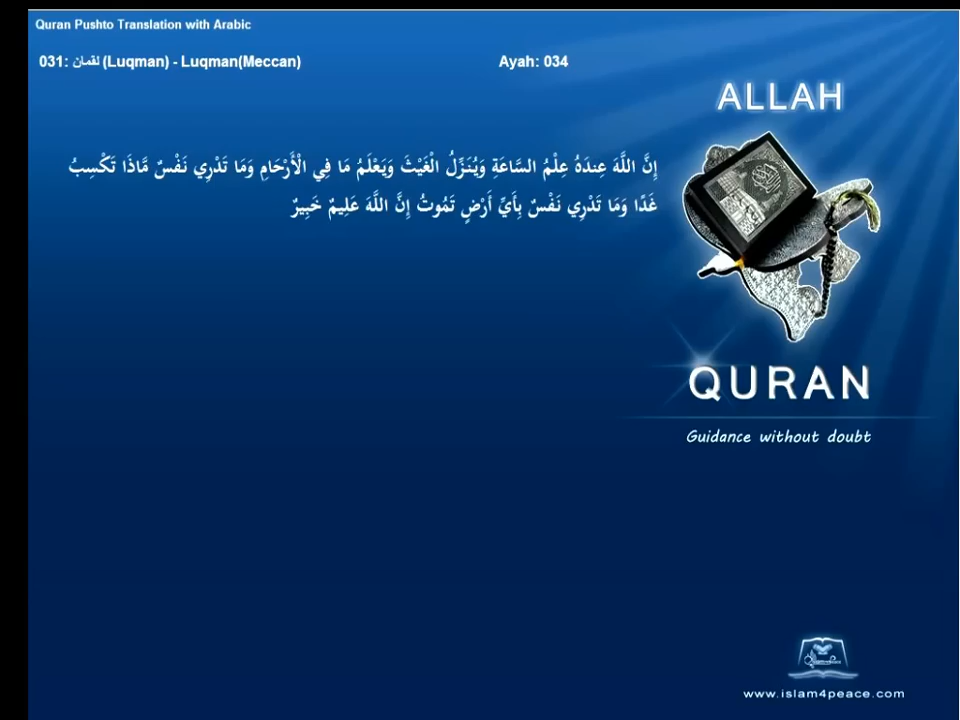 Quran Pushto Translation with Arabic
031: لقمان (Luqman) - Luqman(Meccan)
Ayah: 034
ALLAH
إِنَّ اللَّهَ عِندَهُ عِلْمُ السَّاعَةِ وَيُنَزِّلُ الْغَيْثَ وَيَعْلَمُ مَا فِي الْأَرْحَامِ وَمَا تَدْرِي نَفْسٌ مَّاذَا تَكْسِبُ
غَدًا وَمَا تَدْرِي نَفْسٌ بِأَيِّ أَرْضٍ تَمُوتُ إِنَّ اللَّهَ عَلِيمٌ خَبِيرٌ
QURAN
Guidance without doubt
www.islam4peace.com